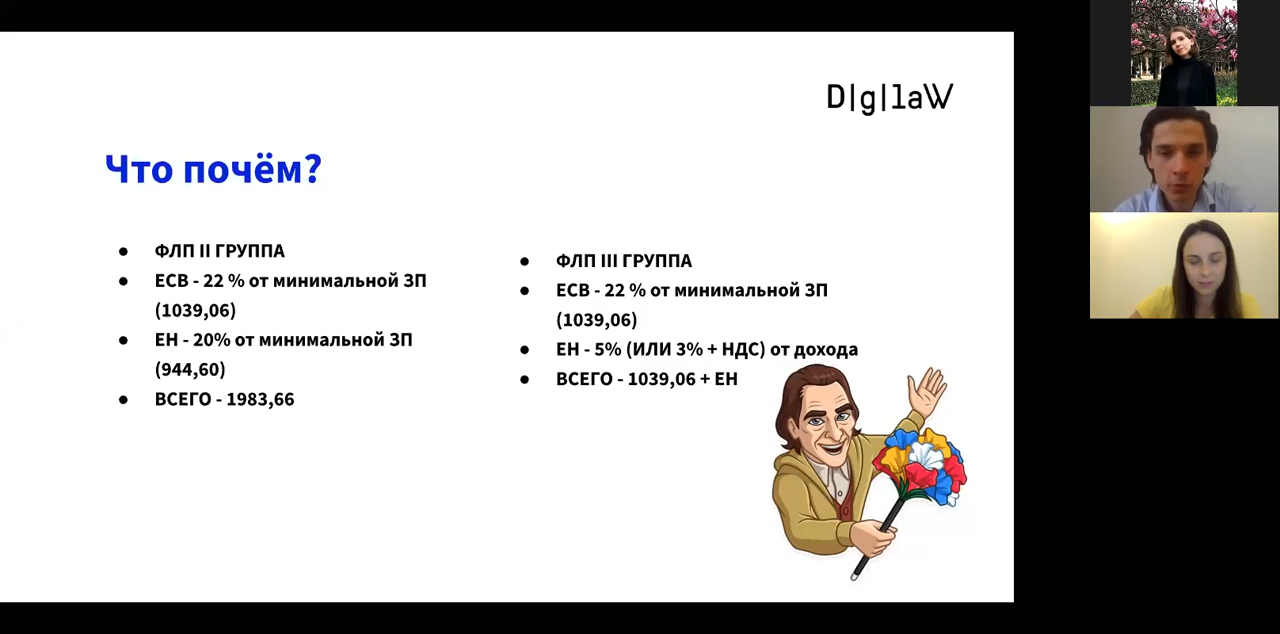 D|g|laW
Что почём?
● ФЛП II ГРУППА
● ЕСВ - 22 % от минимальной ЗП
(1039,06)
● ЕН - 20% от минимальной ЗП
(944,60)
● ВСЕГО - 1983,66
● ФЛП III ГРУППА
● ЕСВ - 22 % от минимальной ЗП
(1039,06)
● ЕН - 5% (ИЛИ 3% + НДС) от дохода
● ВСЕГО - 1039,06 + ЕН